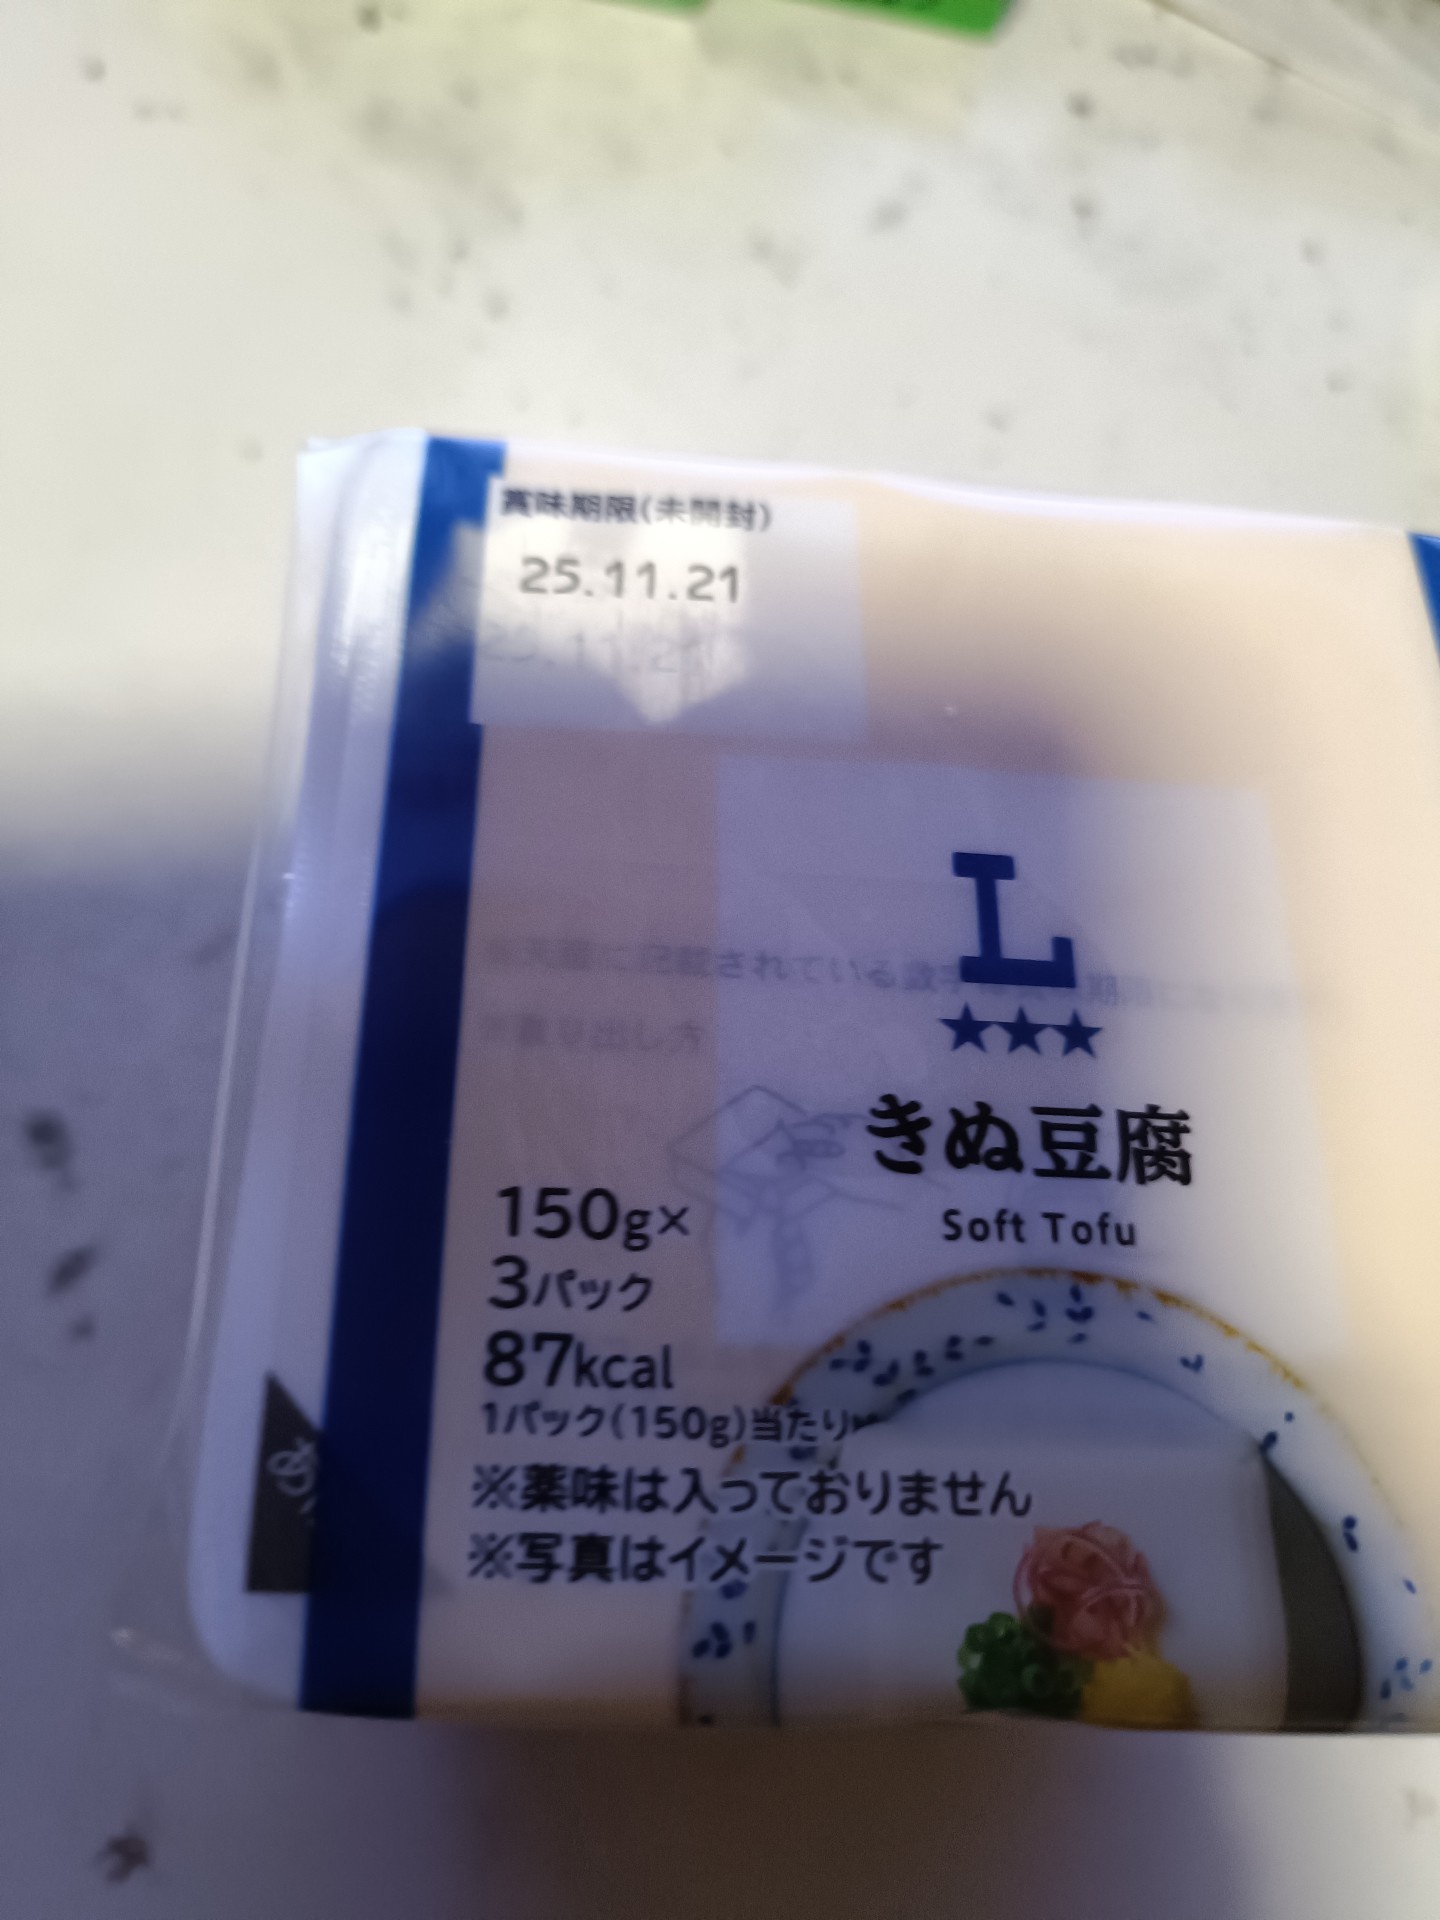 賞味期限(未開封)
25.11.21
L
★★★
きぬ豆腐
Soft Tofu
150g×
3パック
87kcal
1パック(150g)当たり
※薬味は入っておりません
※写真はイメージです